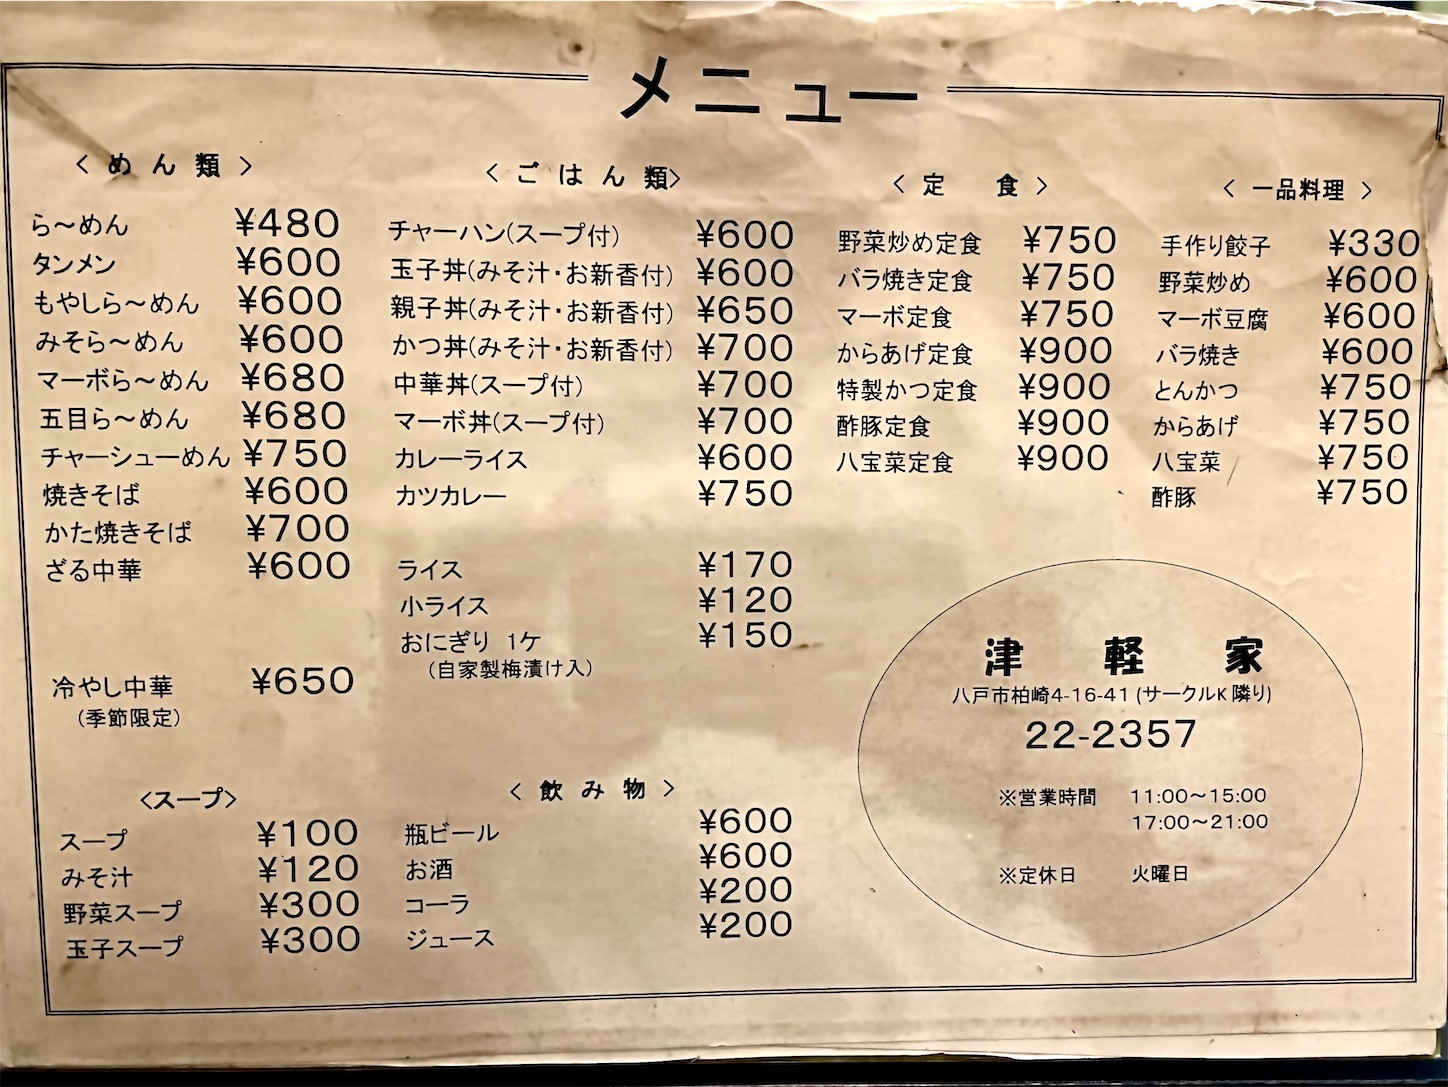 メニュー
〈 め ん 類 〉
ら～めん ¥480
タンメン ¥600
もやしら～めん ¥600
みそら～めん ¥600
マーボら～めん ¥680
五目ら～めん ¥680
チャーシューめん ¥750
焼きそば ¥600
かた焼きそば ¥700
ざる中華 ¥600
冷やし中華 ¥650
(季節限定)
〈スープ〉
スープ ¥100
みそ汁 ¥120
野菜スープ ¥300
玉子スープ ¥300
〈 ご は ん 類〉
チャーハン(スープ付) ¥600
玉子丼(みそ汁・お新香付) ¥600
親子丼(みそ汁・お新香付) ¥650
かつ丼(みそ汁・お新香付) ¥700
中華丼(スープ付) ¥700
マーボ丼(スープ付) ¥700
カレーライス ¥600
カツカレー ¥750
ライス ¥170
小ライス ¥120
おにぎり 1ケ ¥150
(自家製梅漬け入)
〈 飲 み 物 〉
瓶ビール ¥600
お酒 ¥600
コーラ ¥200
ジュース ¥200
〈 定 食 〉
野菜炒め定食 ¥750
バラ焼き定食 ¥750
マーボ定食 ¥750
からあげ定食 ¥900
特製かつ定食 ¥900
酢豚定食 ¥900
八宝菜定食 ¥900
〈 一品料理 〉
手作り餃子 ¥330
野菜炒め ¥600
マーボ豆腐 ¥600
バラ焼き ¥600
とんかつ ¥750
からあげ ¥750
八宝菜 ¥750
酢豚 ¥750
津 軽 家
八戸市柏崎4-16-41 (サークルK 隣り)
22-2357
※営業時間 11:00～15:00
17:00～21:00
※定休日 火曜日